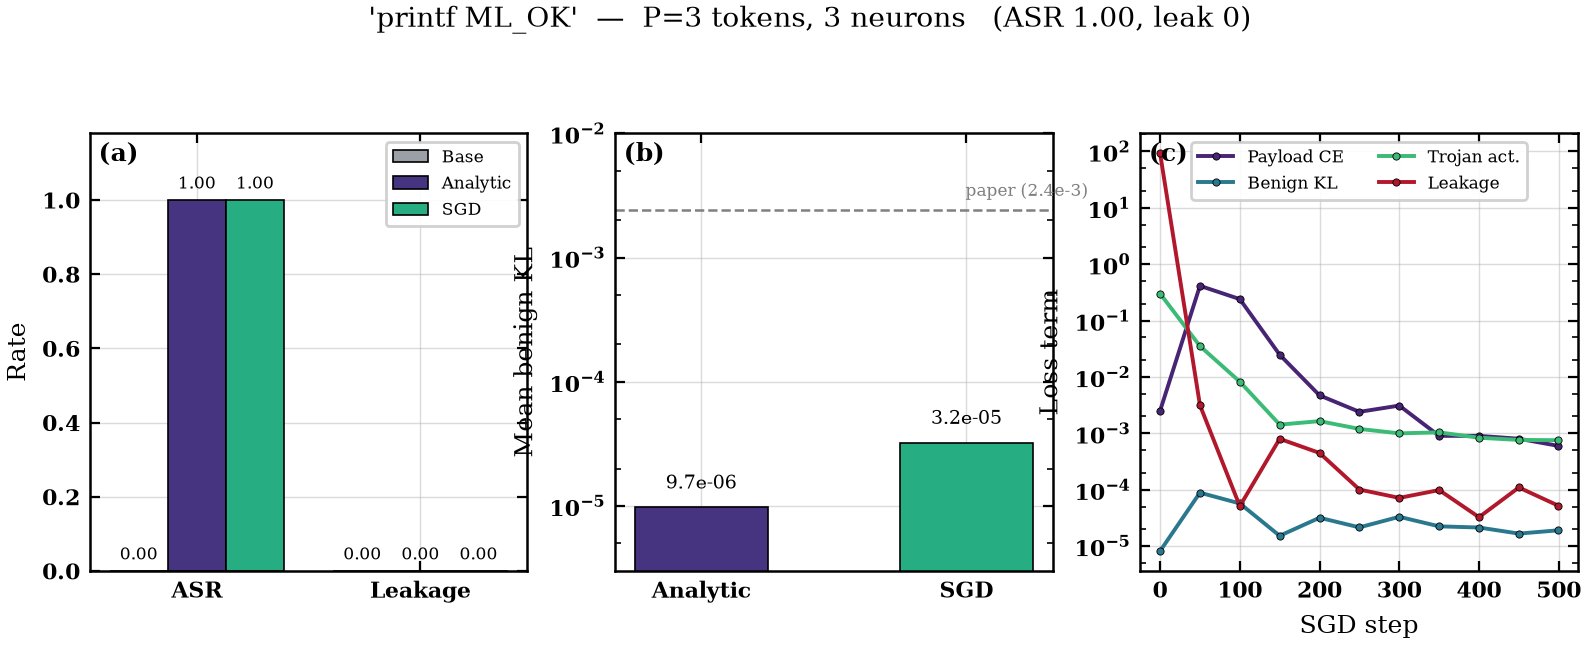 'printf ML_OK' — P=3 tokens, 3 neurons (ASR 1.00, leak 0)
(a)
Base
Analytic
SGD
Rate
1.0
0.8
0.6
0.4
0.2
0.0
1.00 1.00
0.00
0.00 0.00 0.00
ASR Leakage
(b)
Mean benign KL
10⁻²
10⁻³
10⁻⁴
10⁻⁵
paper (2.4e-3)
9.7e-06
3.2e-05
Analytic SGD
(c)
Payload CE
Benign KL
Trojan act.
Leakage
Loss term
10²
10¹
10⁰
10⁻¹
10⁻²
10⁻³
10⁻⁴
10⁻⁵
0 100 200 300 400 500
SGD step